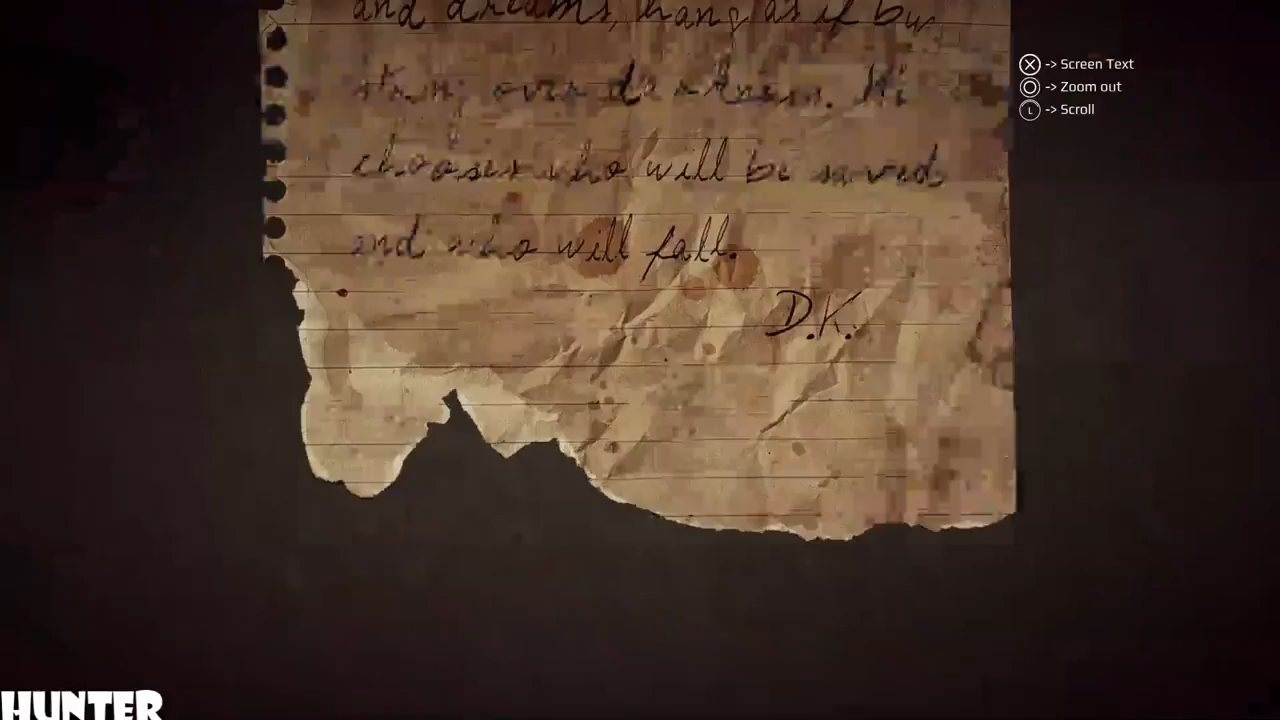 and dreams, hang as if by
over darkness. He
chooses who will be saved
and who will fall.
D.K.
-> Screen Text
-> Zoom out
L -> Scroll
HUNTER